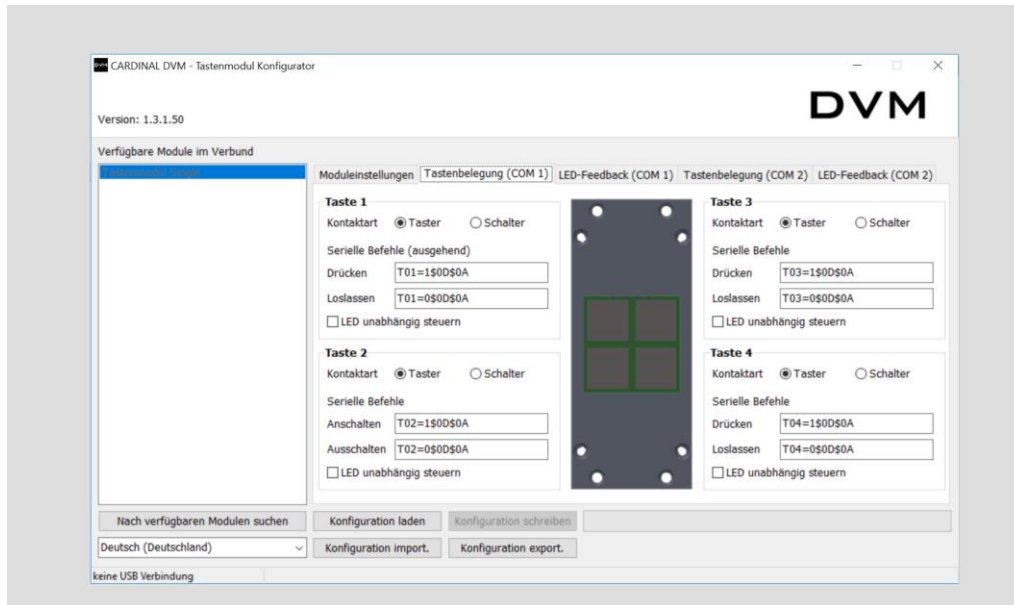 CARDINAL DVM - Tastenmodul Konfigurator
DVM
Version: 1.3.1.50
Verfügbare Module im Verbund
Tastenmodul Single
Moduleinstellungen Tastenbelegung (COM 1) LED-Feedback (COM 1) Tastenbelegung (COM 2) LED-Feedback (COM 2)
Taste 1
Kontaktart Taster Schalter
Serielle Befehle (ausgehend)
Drücken T01=1$0D$0A
Loslassen T01=0$0D$0A
LED unabhängig steuern
Taste 2
Kontaktart Taster Schalter
Serielle Befehle
Anschalten T02=1$0D$0A
Ausschalten T02=0$0D$0A
LED unabhängig steuern
Taste 3
Kontaktart Taster Schalter
Serielle Befehle
Drücken T03=1$0D$0A
Loslassen T03=0$0D$0A
LED unabhängig steuern
Taste 4
Kontaktart Taster Schalter
Serielle Befehle
Drücken T04=1$0D$0A
Loslassen T04=0$0D$0A
LED unabhängig steuern
Nach verfügbaren Modulen suchen Konfiguration laden Konfiguration schreiben
Deutsch (Deutschland) Konfiguration import. Konfiguration export.
keine USB Verbindung